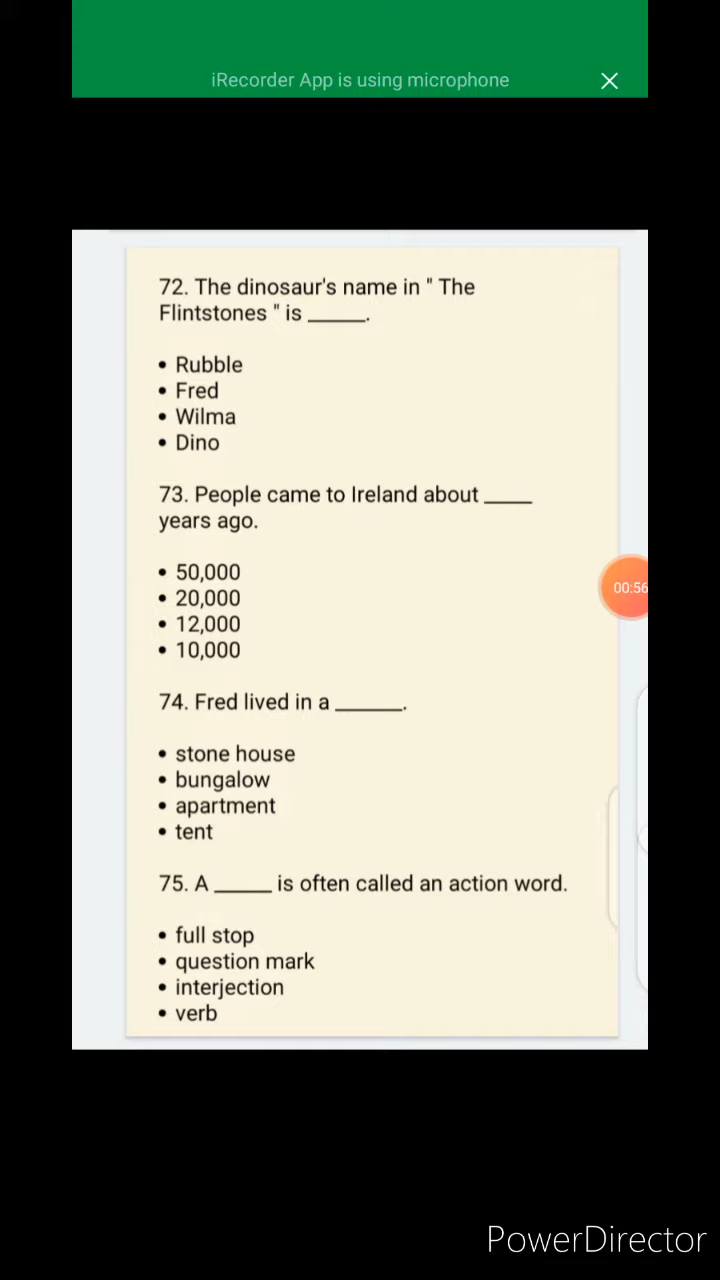 iRecorder App is using microphone
72. The dinosaur's name in " The
Flintstones " is _____.
• Rubble
• Fred
• Wilma
• Dino
73. People came to Ireland about ____
years ago.
• 50,000
• 20,000
• 12,000
• 10,000
00:56
74. Fred lived in a ______.
• stone house
• bungalow
• apartment
• tent
75. A _____ is often called an action word.
• full stop
• question mark
• interjection
• verb
PowerDirector